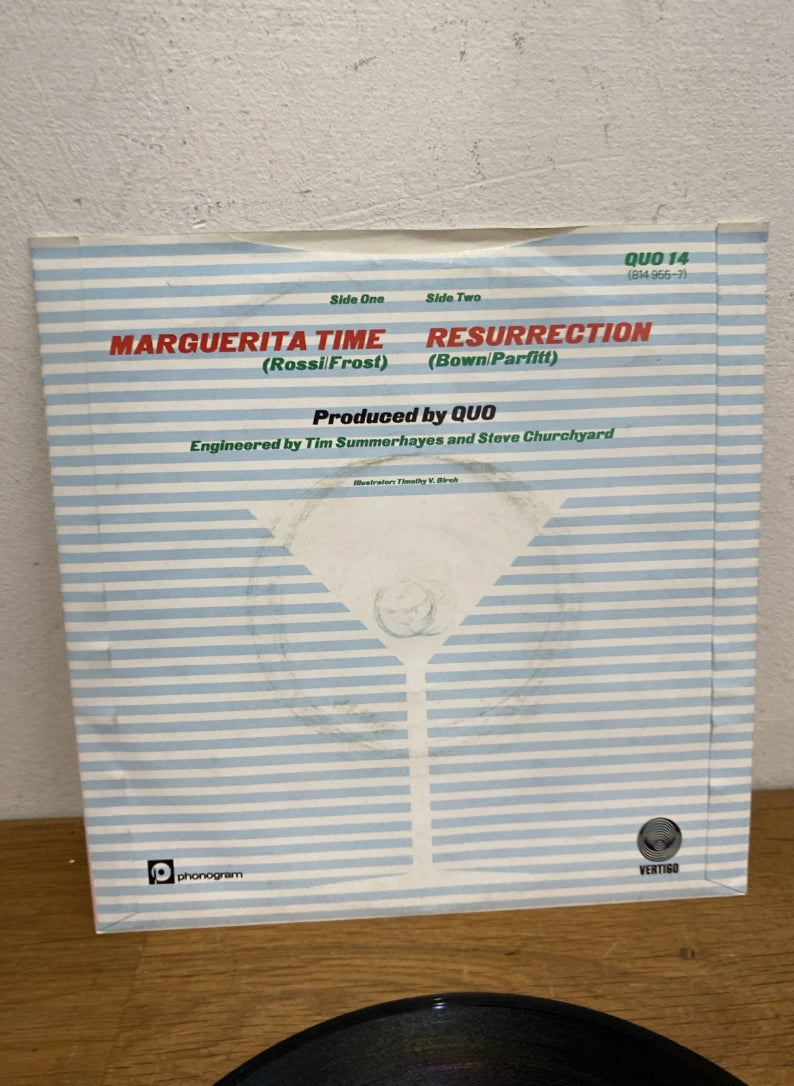 QUO 14
(814 955-7)
Side One Side Two
MARGUERITA TIME RESURRECTION
(Rossi/Frost) (Bown/Parfitt)
Produced by QUO
Engineered by Tim Summerhayes and Steve Churchyard
Illustrator: Timothy V. Birch
phonogram
VERTIGO